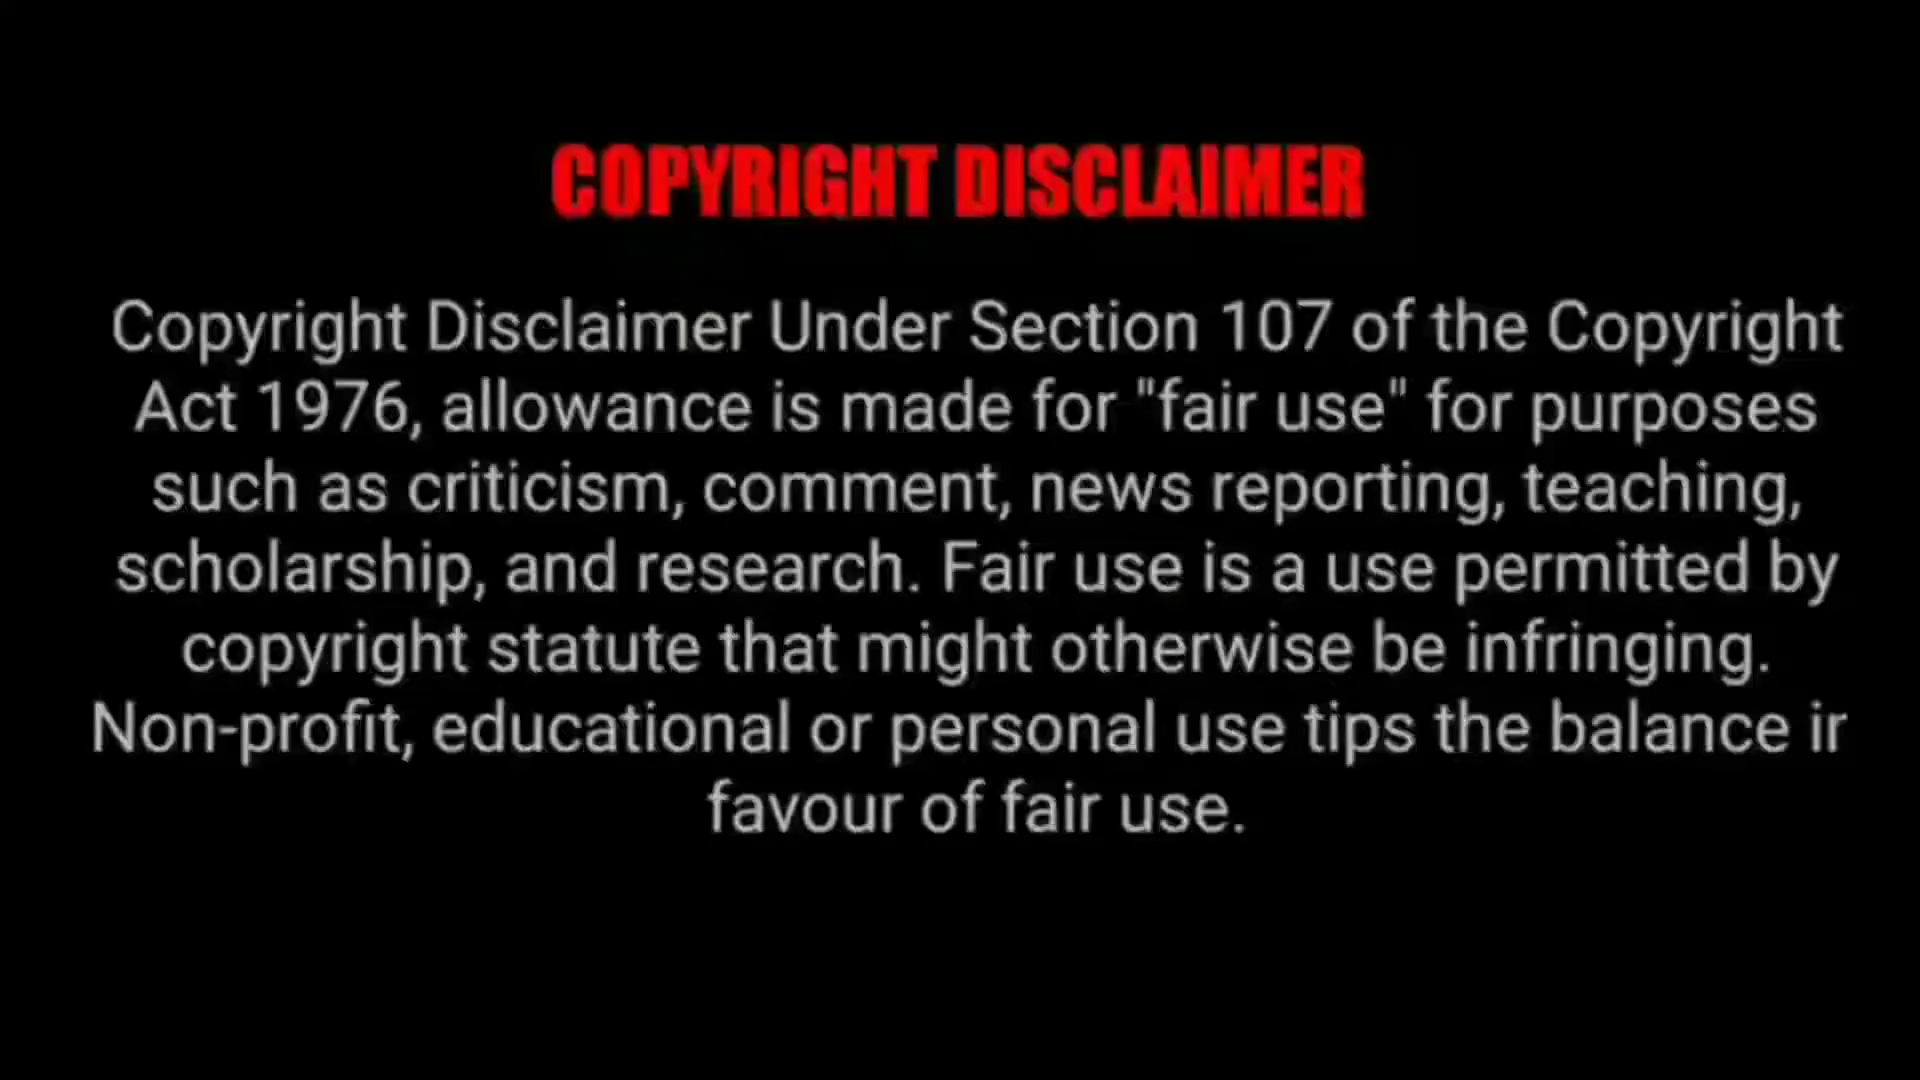 COPYRIGHT DISCLAIMER
Copyright Disclaimer Under Section 107 of the Copyright
Act 1976, allowance is made for "fair use" for purposes
such as criticism, comment, news reporting, teaching,
scholarship, and research. Fair use is a use permitted by
copyright statute that might otherwise be infringing.
Non-profit, educational or personal use tips the balance ir
favour of fair use.